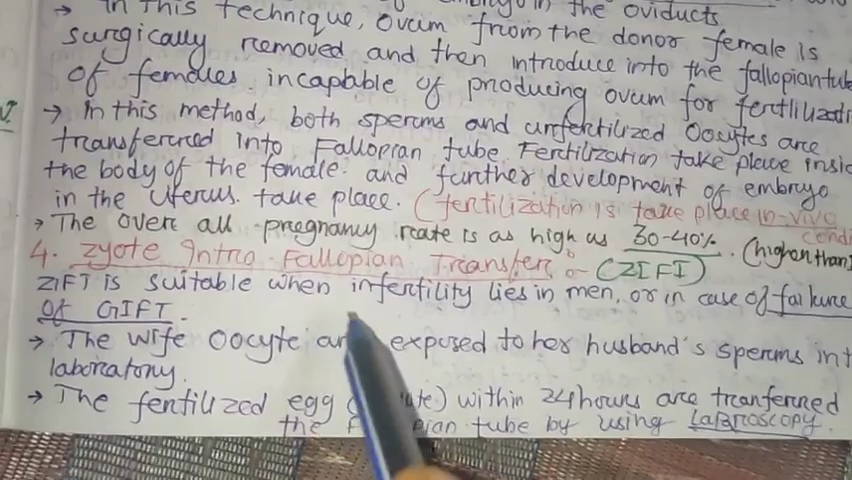 → In this technique, ovum from the donor female is
surgically removed and then introduce into the fallopian tube
of females incapable of producing ovum for
→ In this method, both sperms and unfertilized Oocytes are
transferred into Fallopian tube. Fertilization take place
the body of the female and further development of embryo
in the Uterus take place. (fertilization is take place in-vivo
→ The over all pregnancy rate is as high as 30-40%. (higher than
4. Zyote Intra Fallopian Transfer :- (ZIFT)
ZIFT is suitable when infertility lies in men, or in case of failure
of GIFT.
→ The wife Oocyte exposed to her husband's sperms in
laboratory.
→ The fertilized egg within 24 hours are tranferred
the tube by using Labroscopy.